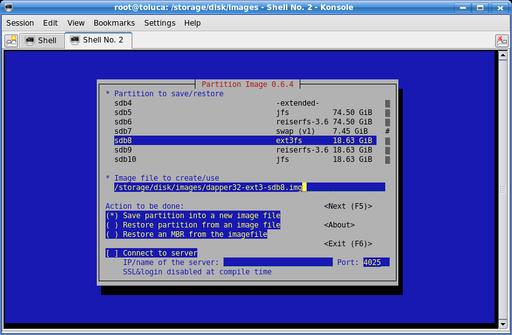 root@toluca: /storage/disk/Images - Shell No. 2 - Konsole
Session Edit View Bookmarks Settings Help
Shell Shell No. 2
Partition Image 0.6.4
* Partition to save/restore
sdb4 -extended-
sdb5 jfs 74.50 GiB
sdb6 reiserfs-3.6 74.50 GiB
sdb7 swap (v1) 7.45 GiB #
sdb8 ext3fs 18.63 GiB
sdb9 reiserfs-3.6 18.63 GiB
sdb10 jfs 18.63 GiB
* Image file to create/use
/storage/disk/images/dapper32-ext3-sdb8.img
Action to be done: <Next (F5)>
(*) Save partition into a new image file
( ) Restore partition from an image file <About>
( ) Restore an MBR from the imagefile
<Exit (F6)>
[ ] Connect to server
IP/name of the server: Port: 4025
SSL&login disabled at compile time